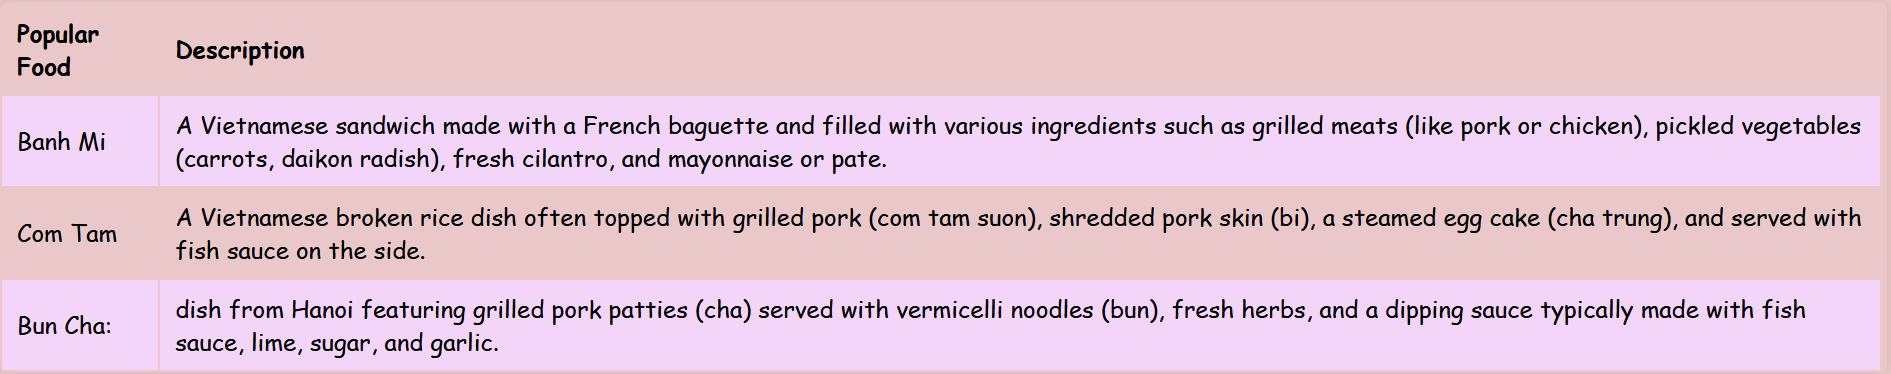 Popular
Food
Description
Banh Mi
A Vietnamese sandwich made with a French baguette and filled with various ingredients such as grilled meats (like pork or chicken), pickled vegetables
(carrots, daikon radish), fresh cilantro, and mayonnaise or pate.
Com Tam
A Vietnamese broken rice dish often topped with grilled pork (com tam suon), shredded pork skin (bi), a steamed egg cake (cha trung), and served with
fish sauce on the side.
Bun Cha:
dish from Hanoi featuring grilled pork patties (cha) served with vermicelli noodles (bun), fresh herbs, and a dipping sauce typically made with fish
sauce, lime, sugar, and garlic.